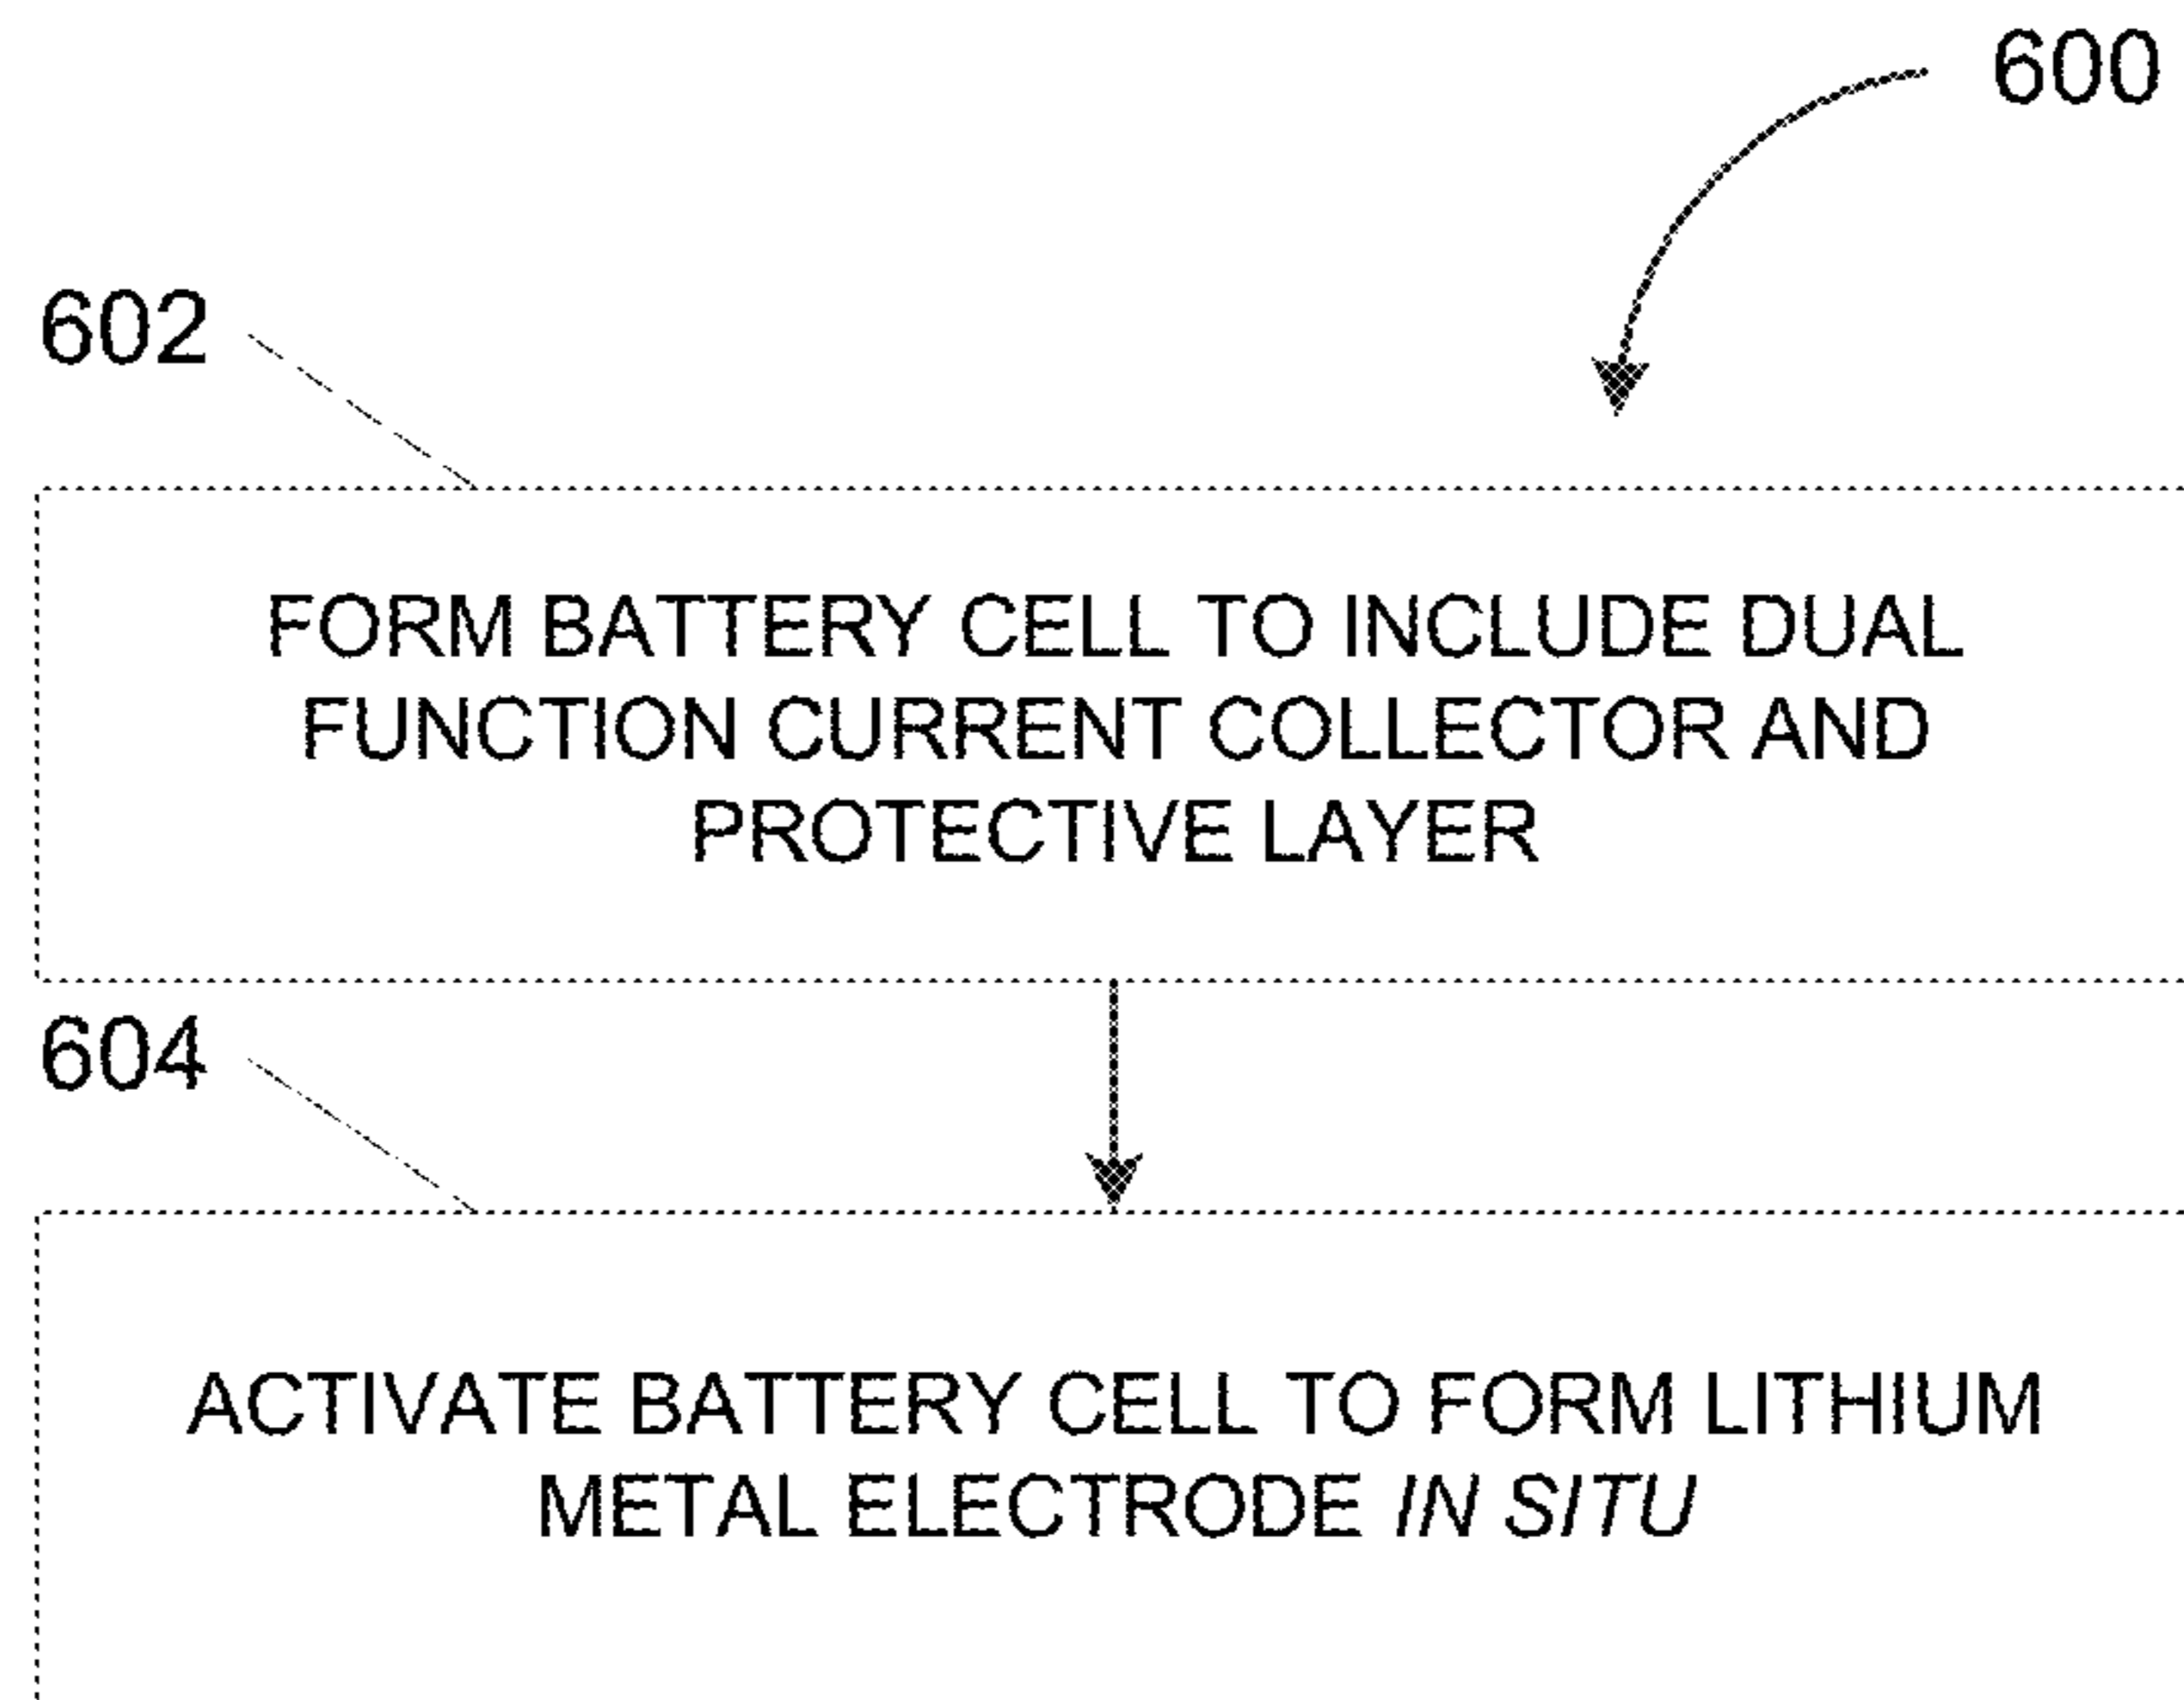 600
602
FORM BATTERY CELL TO INCLUDE DUAL
FUNCTION CURRENT COLLECTOR AND
PROTECTIVE LAYER
604
ACTIVATE BATTERY CELL TO FORM LITHIUM
METAL ELECTRODE IN SITU